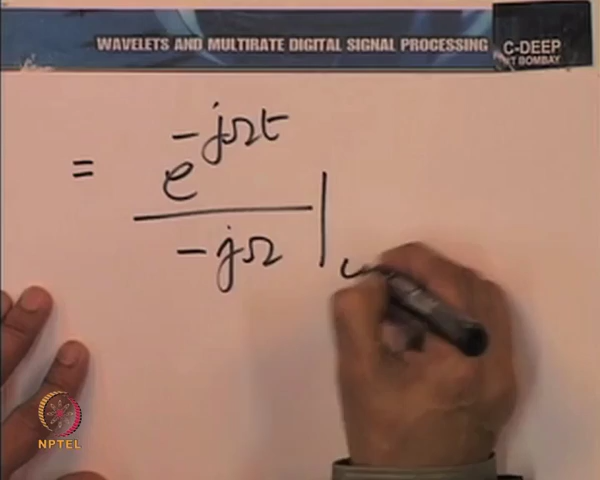 WAVELETS AND MULTIRATE DIGITAL SIGNAL PROCESSING
C-DEEP
IIT BOMBAY
= e^{-jΩt} / -jΩ |
NPTEL